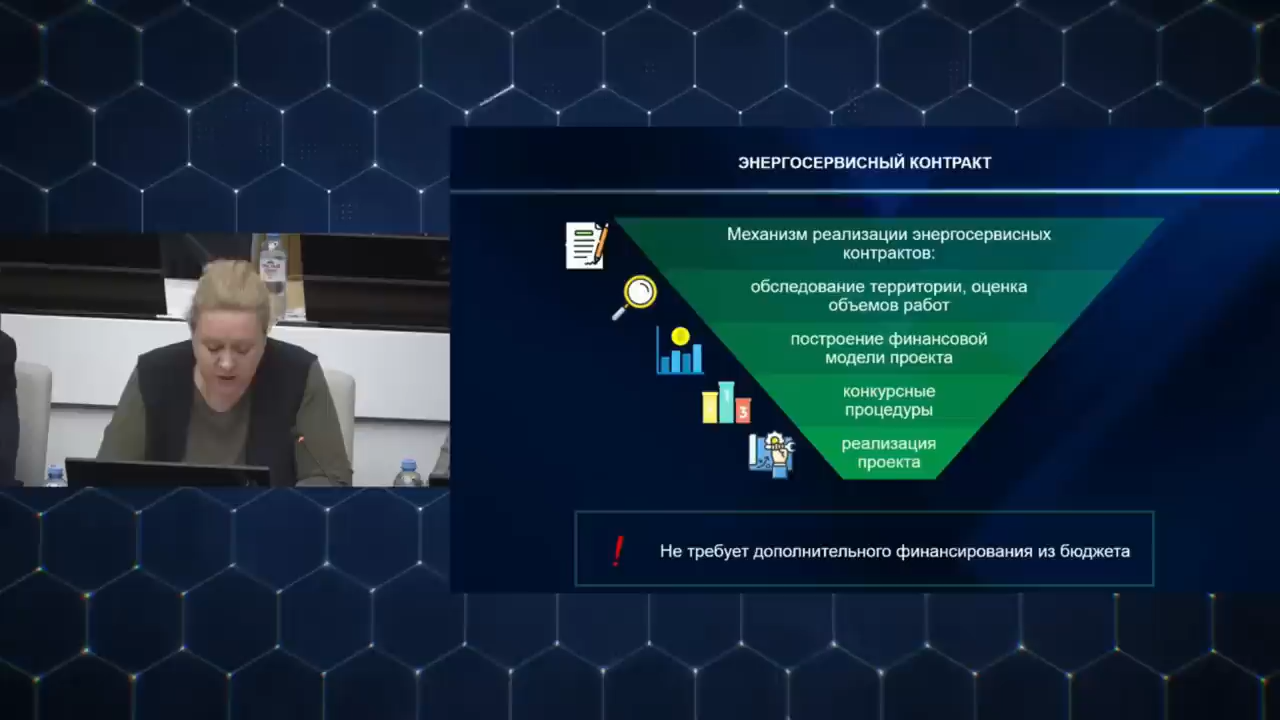 ЭНЕРГОСЕРВИСНЫЙ КОНТРАКТ
Механизм реализации энергосервисных
контрактов:
обследование территории, оценка
объемов работ
построение финансовой
модели проекта
конкурсные
процедуры
реализация
проекта
! Не требует дополнительного финансирования из бюджета